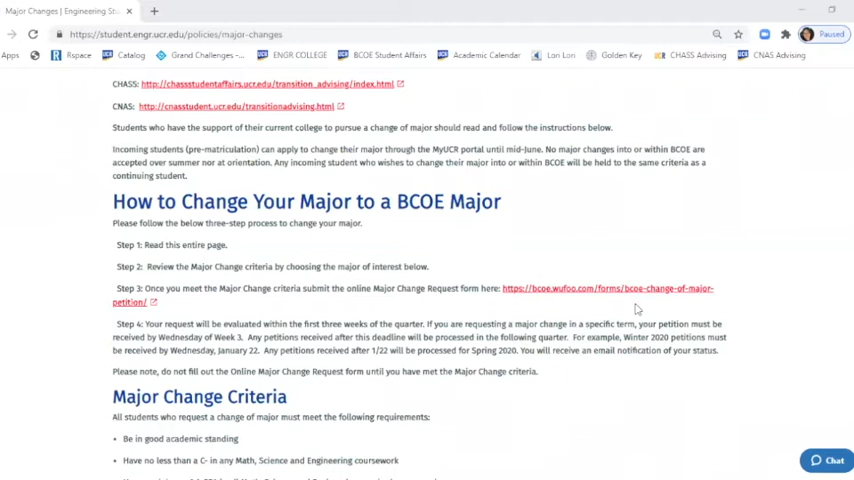 Major Changes | Engineering Stu
https://student.engr.ucr.edu/policies/major-changes
Paused
Apps
Rspace
Catalog
Grand Challenges -...
ENGR COLLEGE
BCOE Student Affairs
Academic Calendar
Lori Lori
Golden Key
CHASS Advising
CNAS Advising
CHASS: http://chassstudentaffairs.ucr.edu/transition_advising/index.html
CNAS: http://cnasstudent.ucr.edu/transitionadvising.html
Students who have the support of their current college to pursue a change of major should read and follow the instructions below.
Incoming students (pre-matriculation) can apply to change their major through the MyUCR portal until mid-June. No major changes into or within BCOE are
accepted over summer nor at orientation. Any incoming student who wishes to change their major into or within BCOE will be held to the same criteria as a
continuing student.
How to Change Your Major to a BCOE Major
Please follow the below three-step process to change your major.
Step 1: Read this entire page.
Step 2: Review the Major Change criteria by choosing the major of interest below.
Step 3: Once you meet the Major Change criteria submit the online Major Change Request form here: https://bcoe.wufoo.com/forms/bcoe-change-of-major-
petition/
Step 4: Your request will be evaluated within the first three weeks of the quarter. If you are requesting a major change in a specific term, your petition must be
received by Wednesday of Week 3. Any petitions received after this deadline will be processed in the following quarter. For example, Winter 2020 petitions must
be received by Wednesday, January 22. Any petitions received after 1/22 will be processed for Spring 2020. You will receive an email notification of your status.
Please note, do not fill out the Online Major Change Request form until you have met the Major Change criteria.
Major Change Criteria
All students who request a change of major must meet the following requirements:
• Be in good academic standing
• Have no less than a C- in any Math, Science and Engineering coursework
Chat